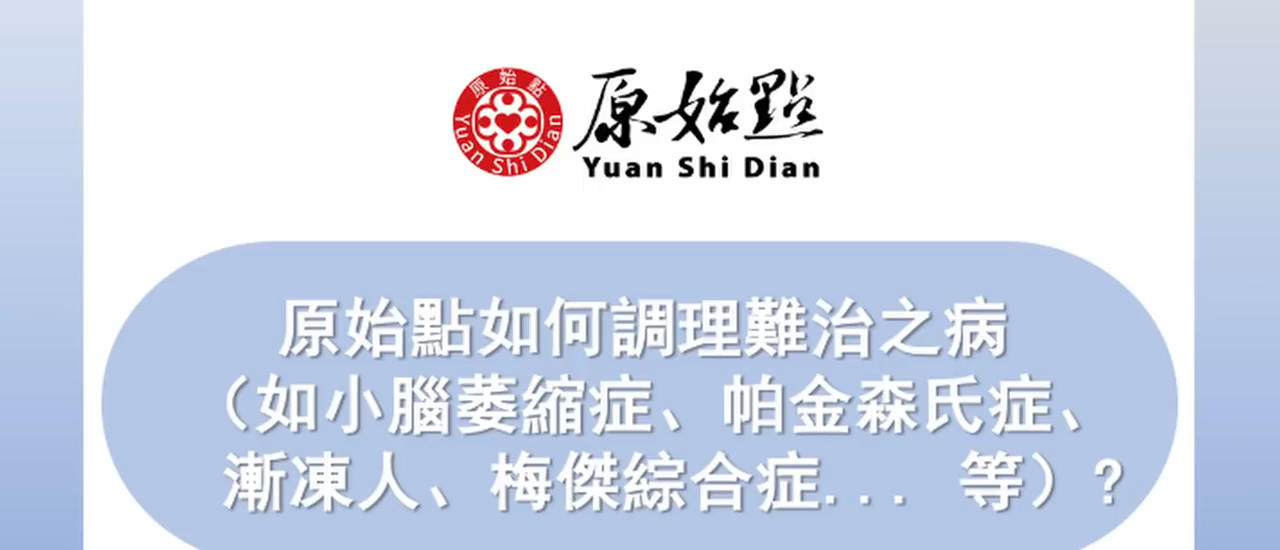 原始點
Yuan Shi Dian
原始點
Yuan Shi Dian
原始點如何調理難治之病
（如小腦萎縮症、帕金森氏症、
漸凍人、梅傑綜合症... 等）？